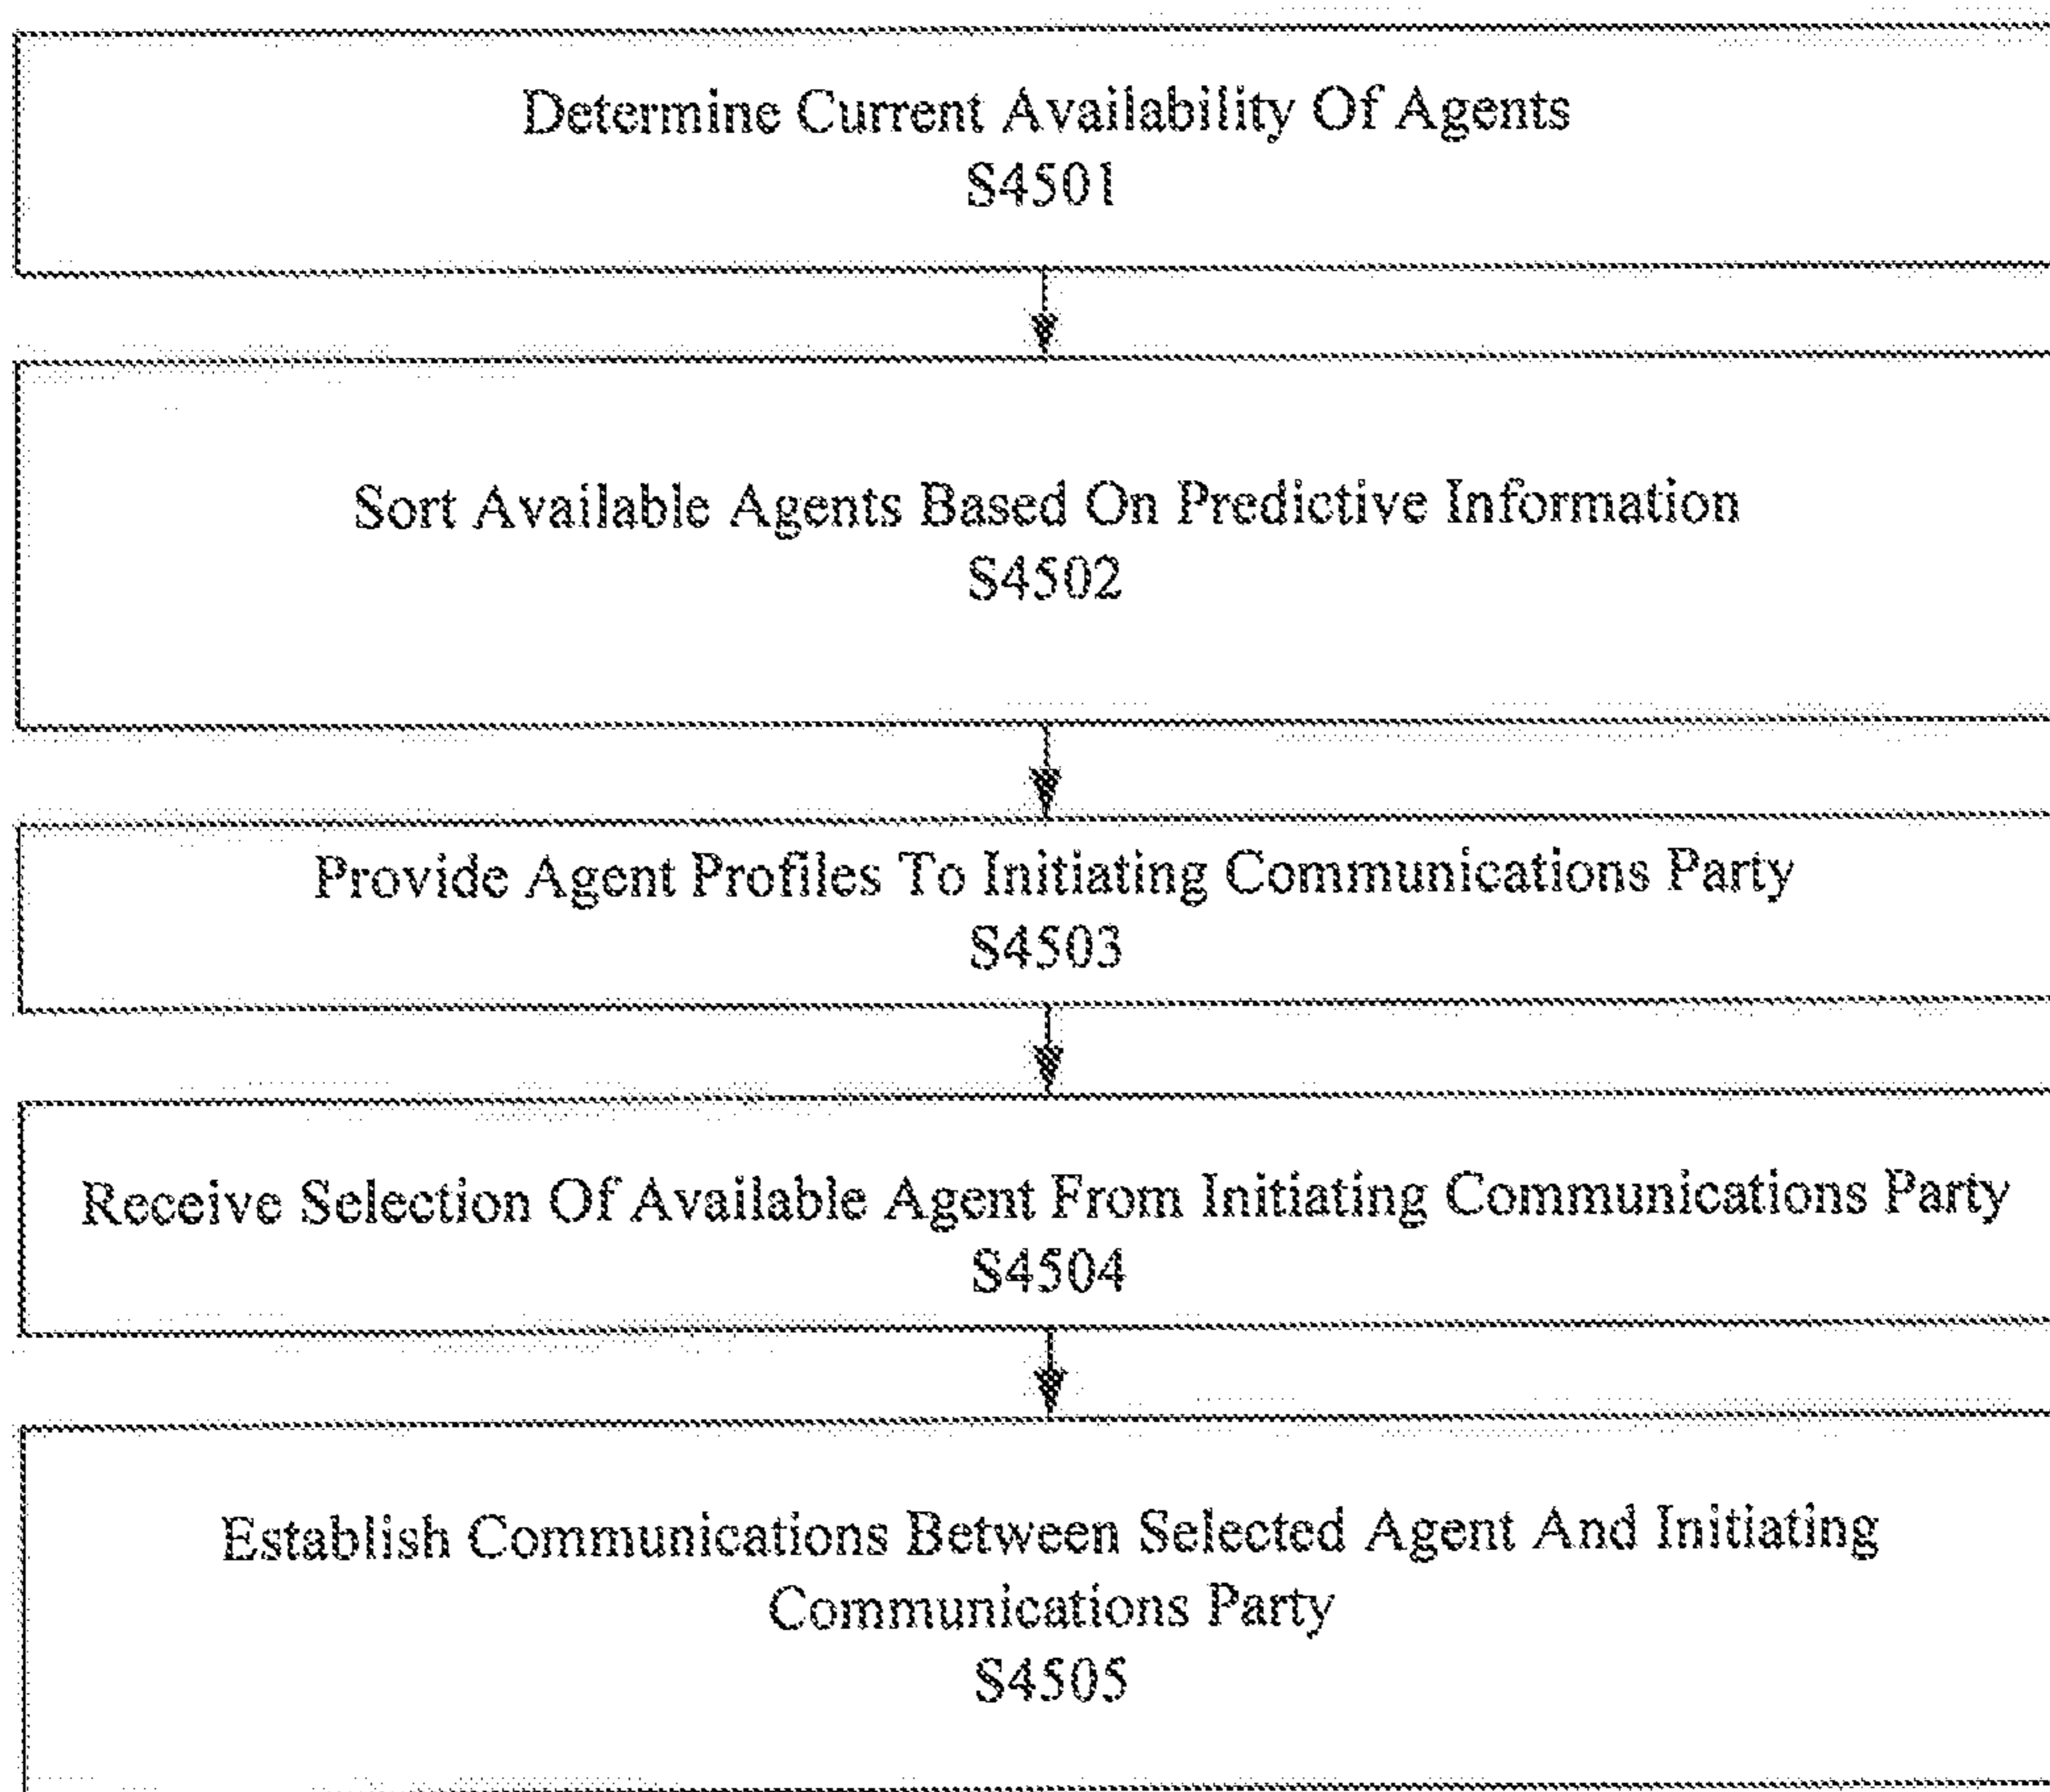 Determine Current Availability Of Agents
S4501
Sort Available Agents Based On Predictive Information
S4502
Provide Agent Profiles To Initiating Communications Party
S4503
Receive Selection Of Available Agent From Initiating Communications Party
S4504
Establish Communications Between Selected Agent And Initiating
Communications Party
S4505